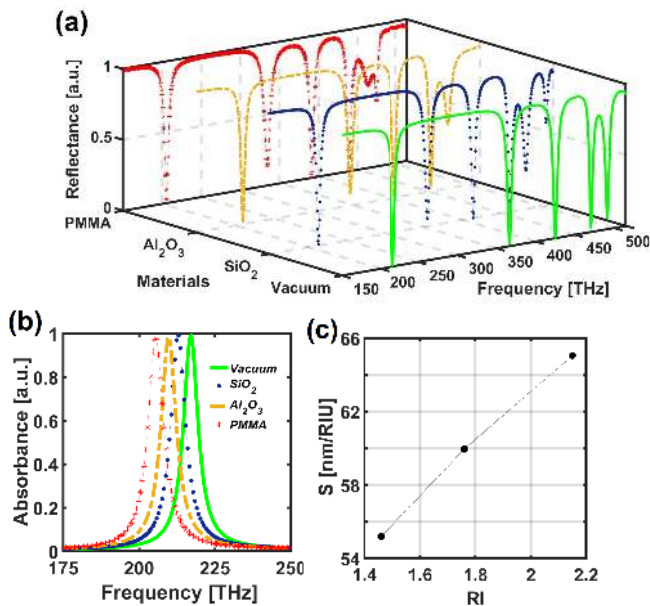 (a)
Reflectance [a.u.]
1
0.5
0
PMMA
Al2O3
SiO2
Vacuum
Materials
150
200
250
300
350
400
450
500
Frequency [THz]
(b)
Absorbance [a.u.]
1
0.8
0.6
0.4
0.2
0
175
200
225
250
Frequency [THz]
Vacuum
SiO2
Al2O3
PMMA
(c)
S [nm/RIU]
66
62
58
54
1.4
1.6
1.8
2
2.2
RI